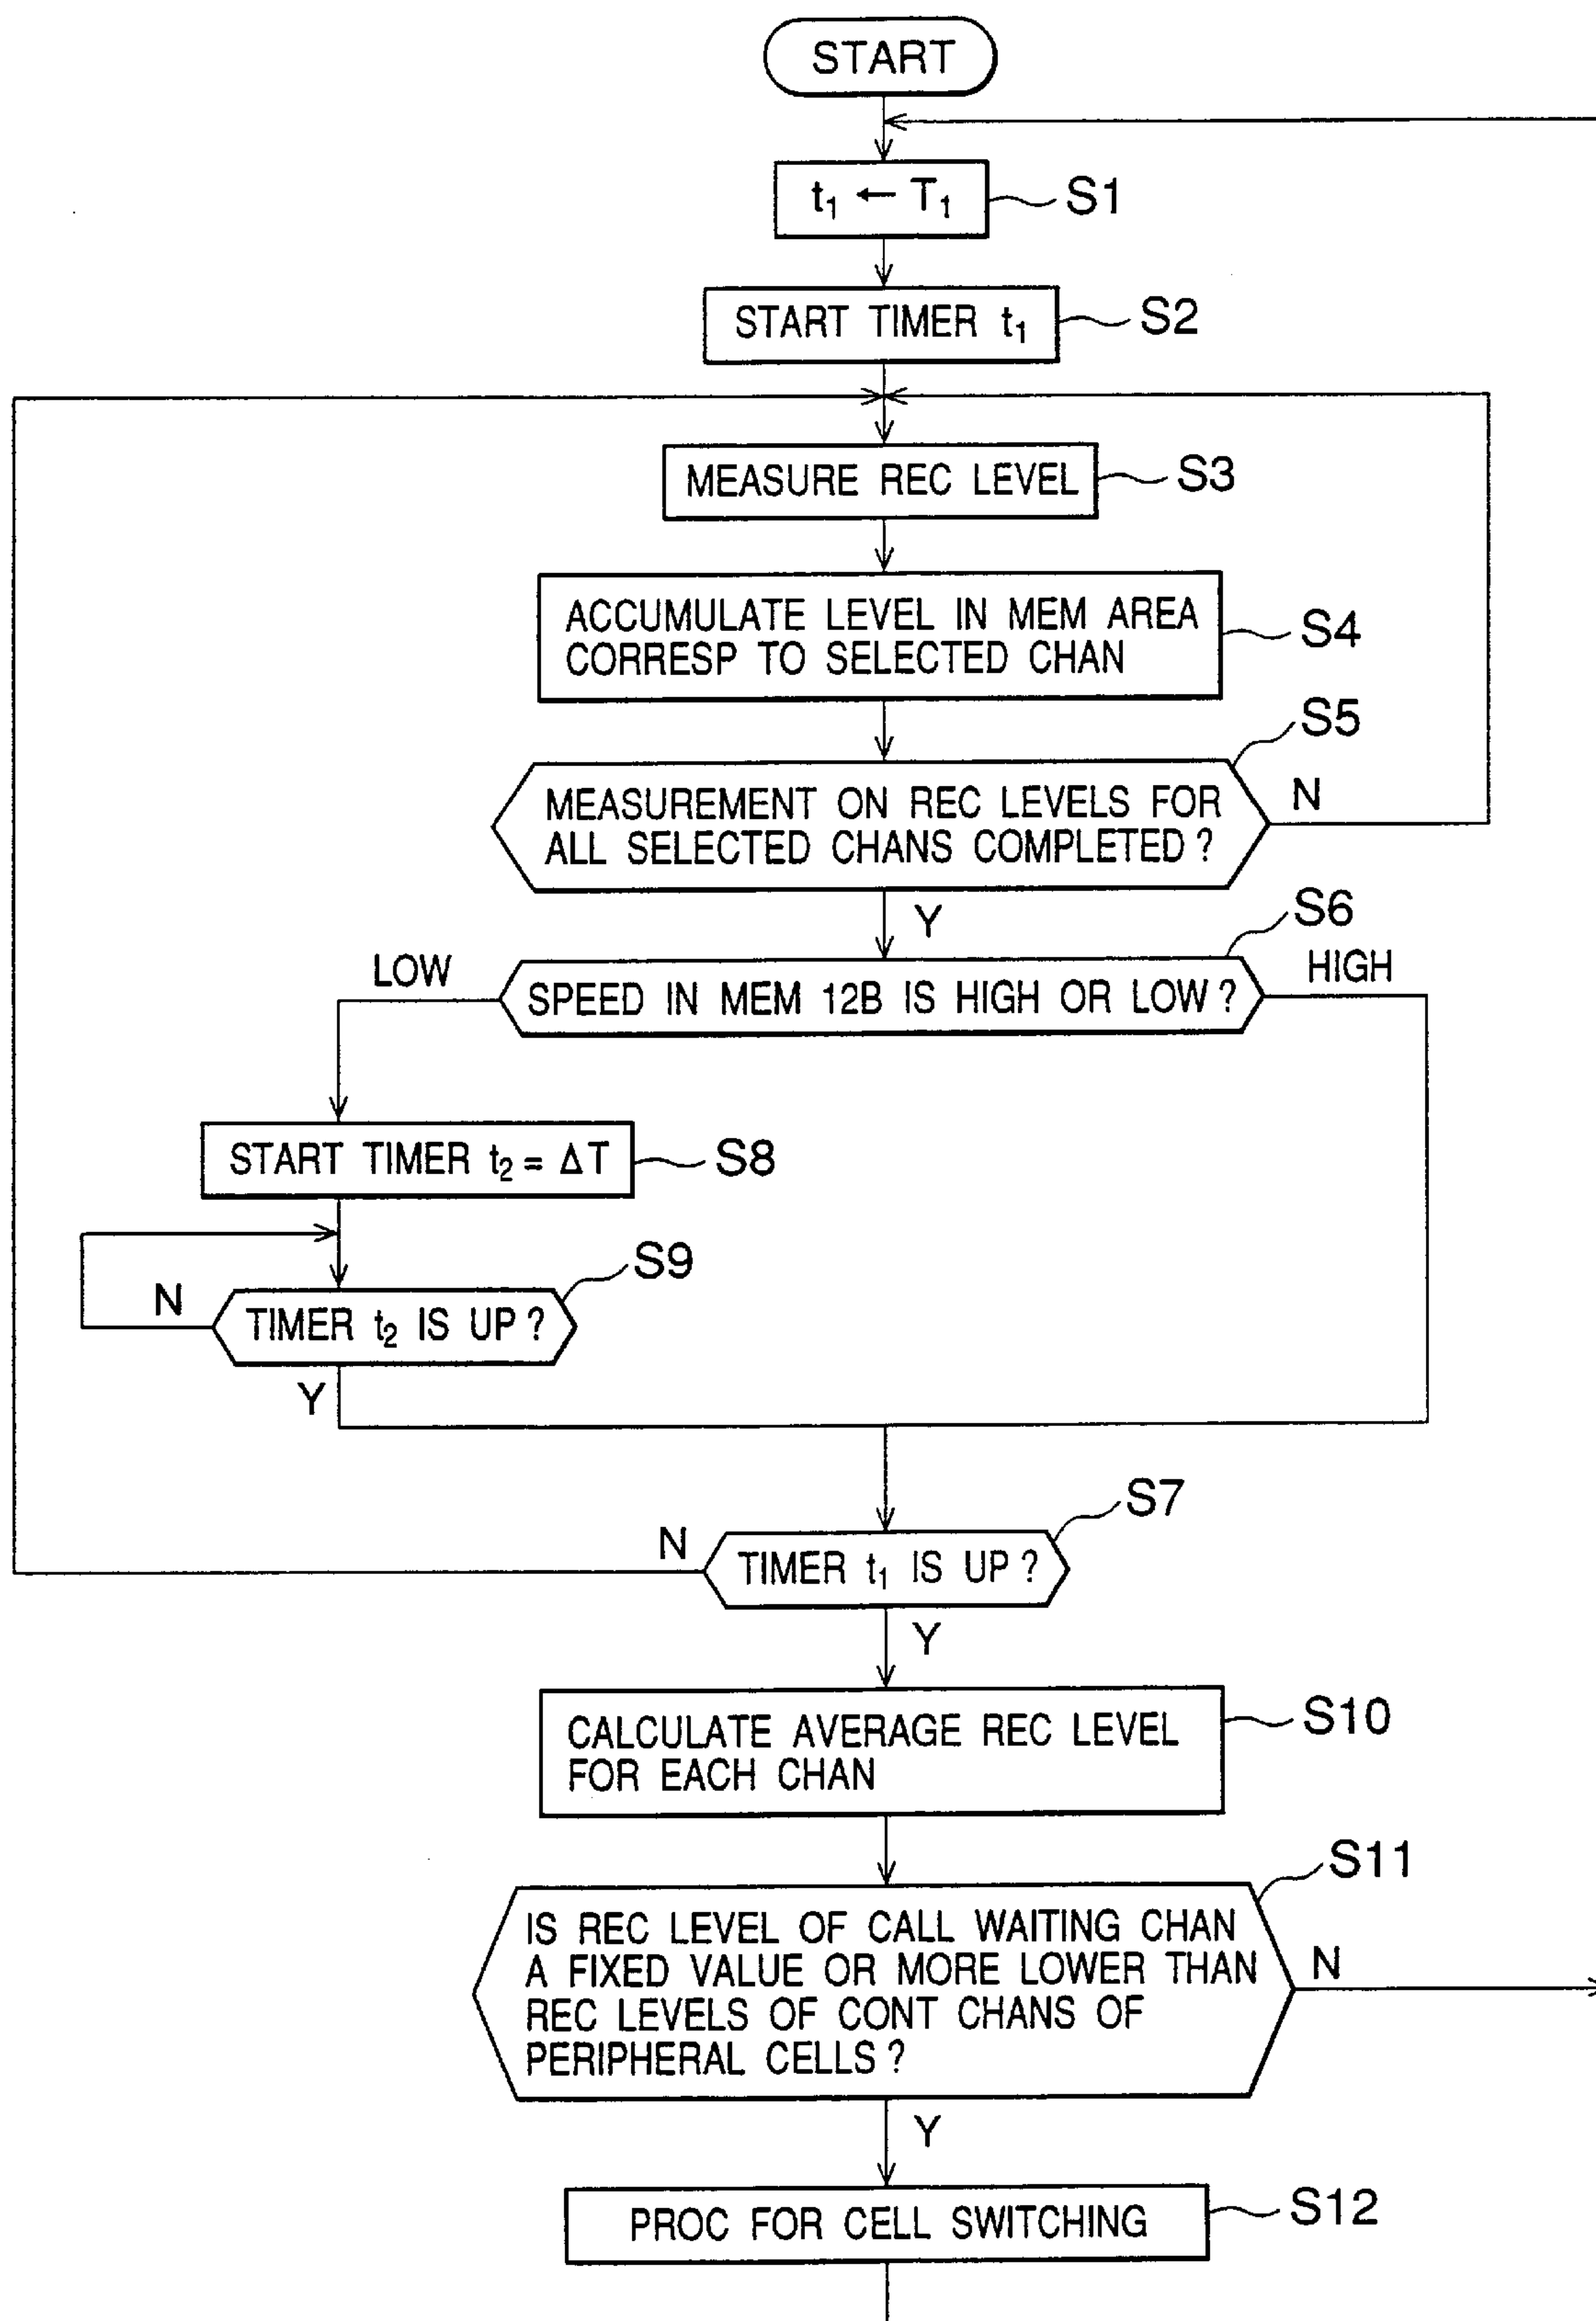 START
t₁ ← T₁
S1
START TIMER t₁
S2
MEASURE REC LEVEL
S3
ACCUMULATE LEVEL IN MEM AREA
CORRESP TO SELECTED CHAN
S4
S5
MEASUREMENT ON REC LEVELS FOR
ALL SELECTED CHANS COMPLETED ?
N
Y
S6
LOW
SPEED IN MEM 12B IS HIGH OR LOW ?
HIGH
START TIMER t₂ = ΔT
S8
S9
N
TIMER t₂ IS UP ?
Y
S7
N
TIMER t₁ IS UP ?
Y
CALCULATE AVERAGE REC LEVEL
FOR EACH CHAN
S10
S11
IS REC LEVEL OF CALL WAITING CHAN
A FIXED VALUE OR MORE LOWER THAN
REC LEVELS OF CONT CHANS OF
PERIPHERAL CELLS ?
N
Y
PROC FOR CELL SWITCHING
S12